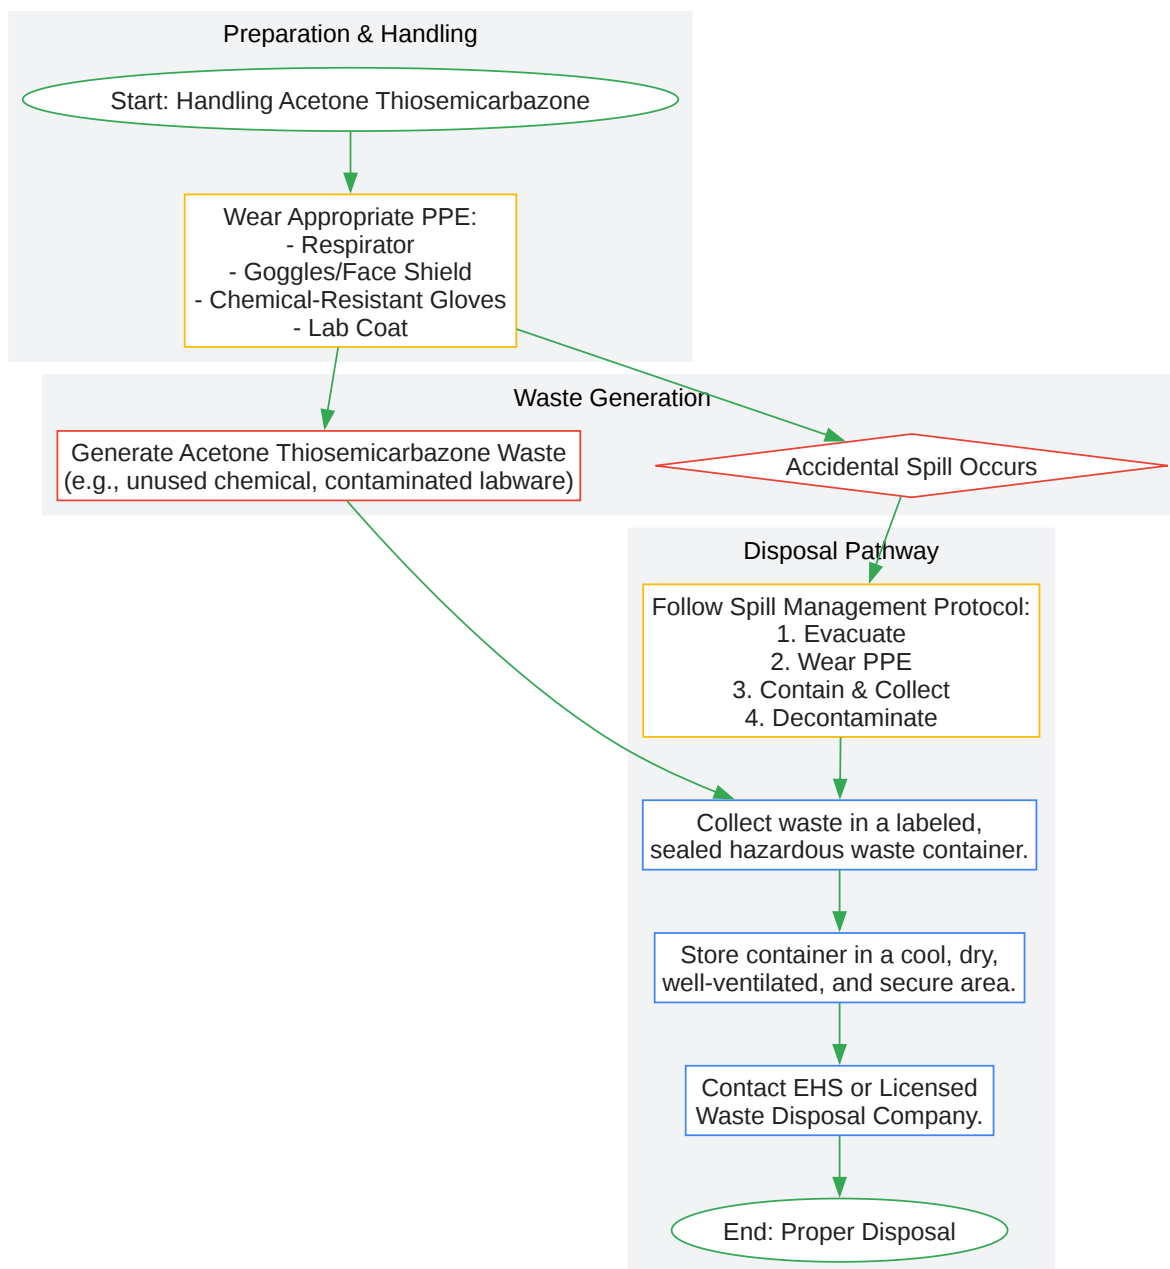 Preparation & Handling
Start: Handling Acetone Thiosemicarbazone
Wear Appropriate PPE:
- Respirator
- Goggles/Face Shield
- Chemical-Resistant Gloves
- Lab Coat
Waste Generation
Generate Acetone Thiosemicarbazone Waste
(e.g., unused chemical, contaminated labware)
Accidental Spill Occurs
Disposal Pathway
Follow Spill Management Protocol:
1. Evacuate
2. Wear PPE
3. Contain & Collect
4. Decontaminate
Collect waste in a labeled,
sealed hazardous waste container.
Store container in a cool, dry,
well-ventilated, and secure area.
Contact EHS or Licensed
Waste Disposal Company.
End: Proper Disposal